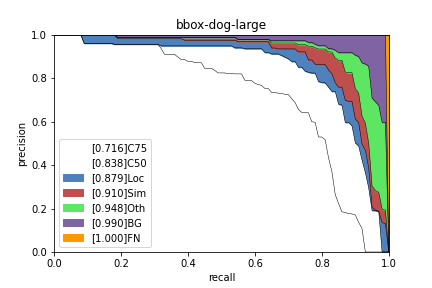 bbox-dog-large
1.0
0.8
0.6
0.4
0.2
0.0
precision
[0.716]C75
[0.838]C50
[0.879]Loc
[0.910]Sim
[0.948]Oth
[0.990]BG
[1.000]FN
0.0 0.2 0.4 0.6 0.8 1.0
recall